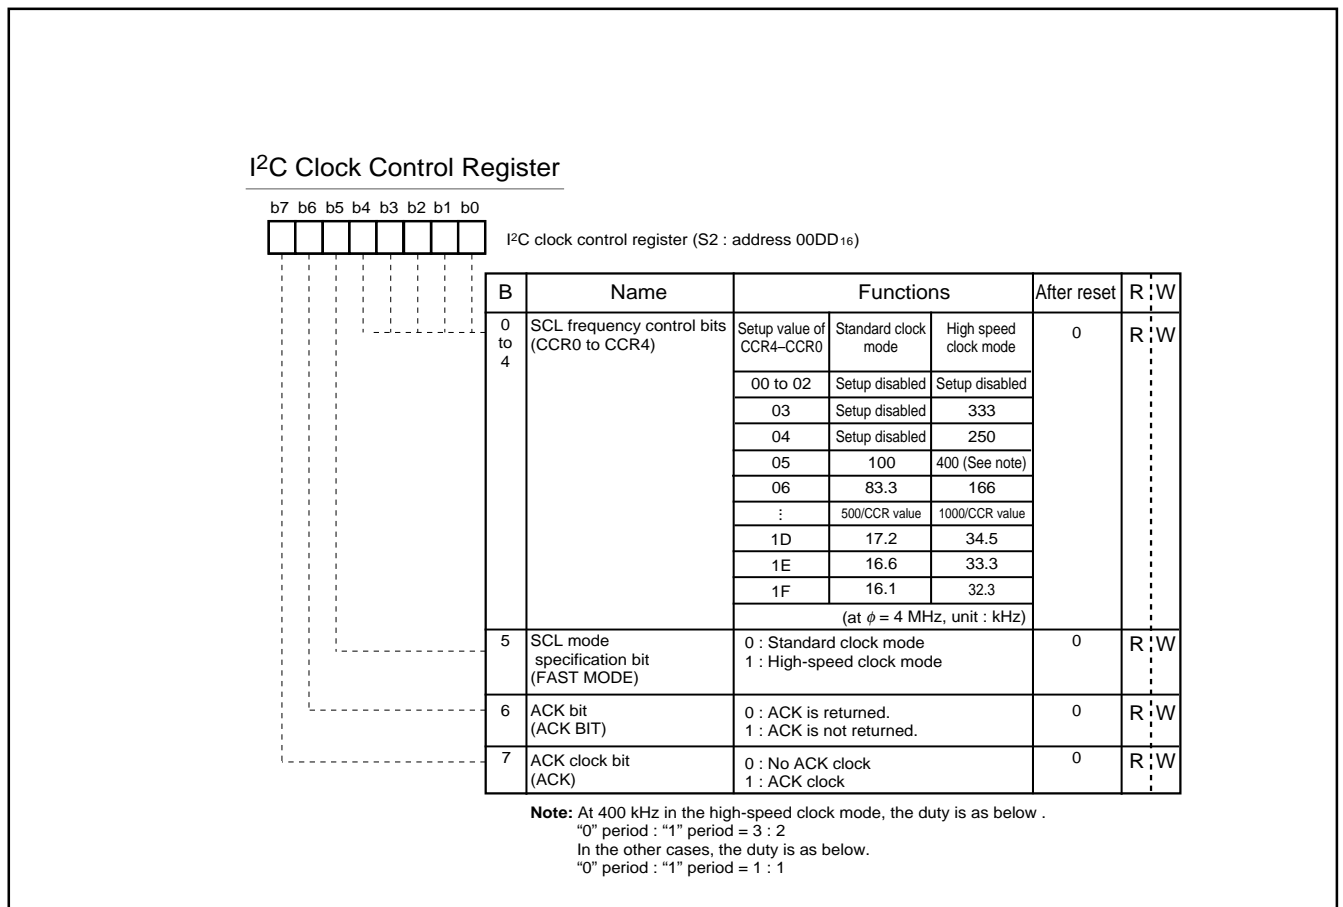 I2C Clock Control Register
b7 b6 b5 b4 b3 b2 b1 b0
I2C clock control register (S2 : address 00DD16)
B Name Functions After reset R W
0 to 4 SCL frequency control bits (CCR0 to CCR4) 0 R W
Setup value of CCR4–CCR0 Standard clock mode High speed clock mode
00 to 02 Setup disabled Setup disabled
03 Setup disabled 333
04 Setup disabled 250
05 100 400 (See note)
06 83.3 166
⋮ 500/CCR value 1000/CCR value
1D 17.2 34.5
1E 16.6 33.3
1F 16.1 32.3
(at ϕ = 4 MHz, unit : kHz)
5 SCL mode specification bit (FAST MODE) 0 : Standard clock mode 0 R W
1 : High-speed clock mode
6 ACK bit (ACK BIT) 0 : ACK is returned. 0 R W
1 : ACK is not returned.
7 ACK clock bit (ACK) 0 : No ACK clock 0 R W
1 : ACK clock
Note: At 400 kHz in the high-speed clock mode, the duty is as below .
“0” period : “1” period = 3 : 2
In the other cases, the duty is as below.
“0” period : “1” period = 1 : 1